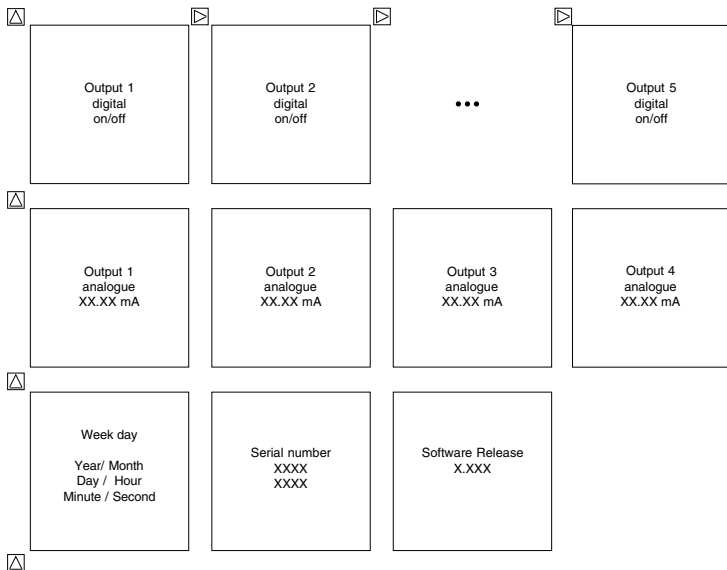 Output 1
digital
on/off
Output 2
digital
on/off
•••
Output 5
digital
on/off
Output 1
analogue
XX.XX mA
Output 2
analogue
XX.XX mA
Output 3
analogue
XX.XX mA
Output 4
analogue
XX.XX mA
Week day
Year/ Month
Day / Hour
Minute / Second
Serial number
XXXX
XXXX
Software Release
X.XXX